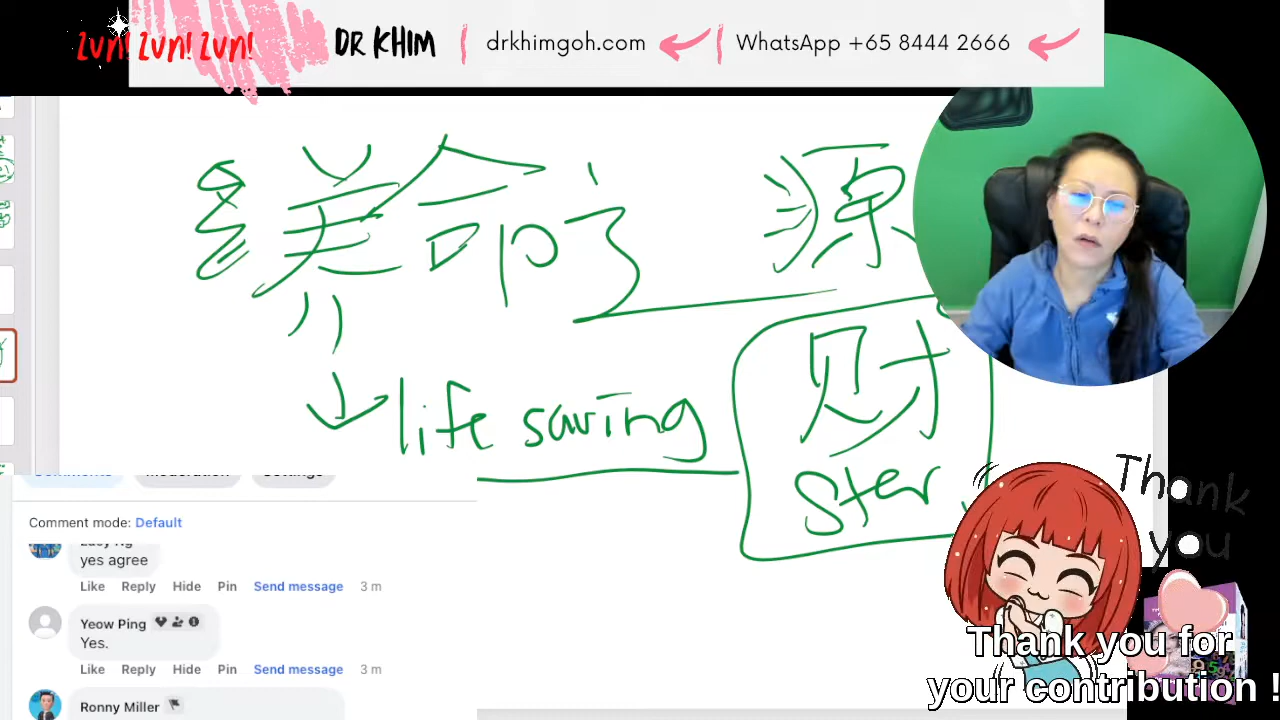 Zun! Zun! Zun! DR KHIM | drkhimgoh.com | WhatsApp +65 8444 2666
养命之源
life saving
财
ster
Comment mode: Default
yes agree
Like Reply Hide Pin Send message 3 m
Yeow Ping
Yes.
Like Reply Hide Pin Send message 3 m
Ronny Miller
Thank you
Thank you for
your contribution !